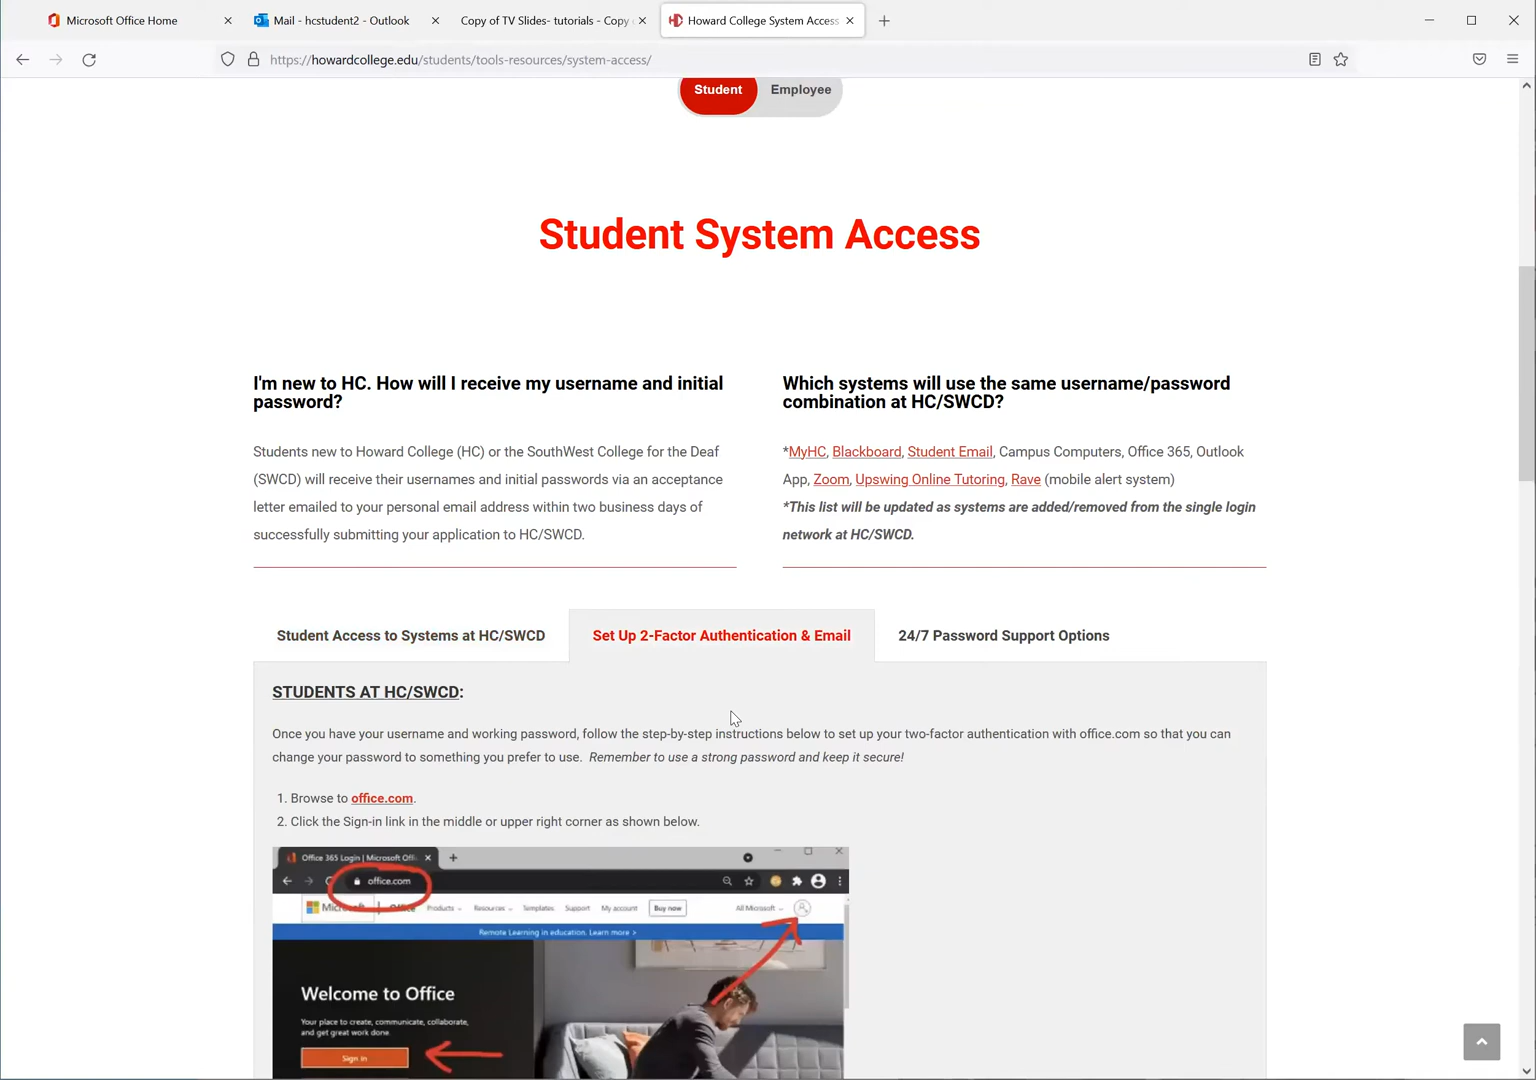 Microsoft Office Home
Mail - hcstudent2 - Outlook
Copy of TV Slides- tutorials - Copy
Howard College System Access
https://howardcollege.edu/students/tools-resources/system-access/
Student
Employee
Student System Access
I'm new to HC. How will I receive my username and initial
password?
Students new to Howard College (HC) or the SouthWest College for the Deaf
(SWCD) will receive their usernames and initial passwords via an acceptance
letter emailed to your personal email address within two business days of
successfully submitting your application to HC/SWCD.
Which systems will use the same username/password
combination at HC/SWCD?
*MyHC, Blackboard, Student Email, Campus Computers, Office 365, Outlook
App, Zoom, Upswing Online Tutoring, Rave (mobile alert system)
*This list will be updated as systems are added/removed from the single login
network at HC/SWCD.
Student Access to Systems at HC/SWCD
Set Up 2-Factor Authentication & Email
24/7 Password Support Options
STUDENTS AT HC/SWCD:
Once you have your username and working password, follow the step-by-step instructions below to set up your two-factor authentication with office.com so that you can
change your password to something you prefer to use. Remember to use a strong password and keep it secure!
1. Browse to office.com.
2. Click the Sign-in link in the middle or upper right corner as shown below.
Office 365 Login | Microsoft Offi
office.com
Office Products Resources Templates Support My account Buy now All Microsoft
Remote Learning in education. Learn more >
Welcome to Office
Your place to create, communicate, collaborate,
and get great work done.
Sign in